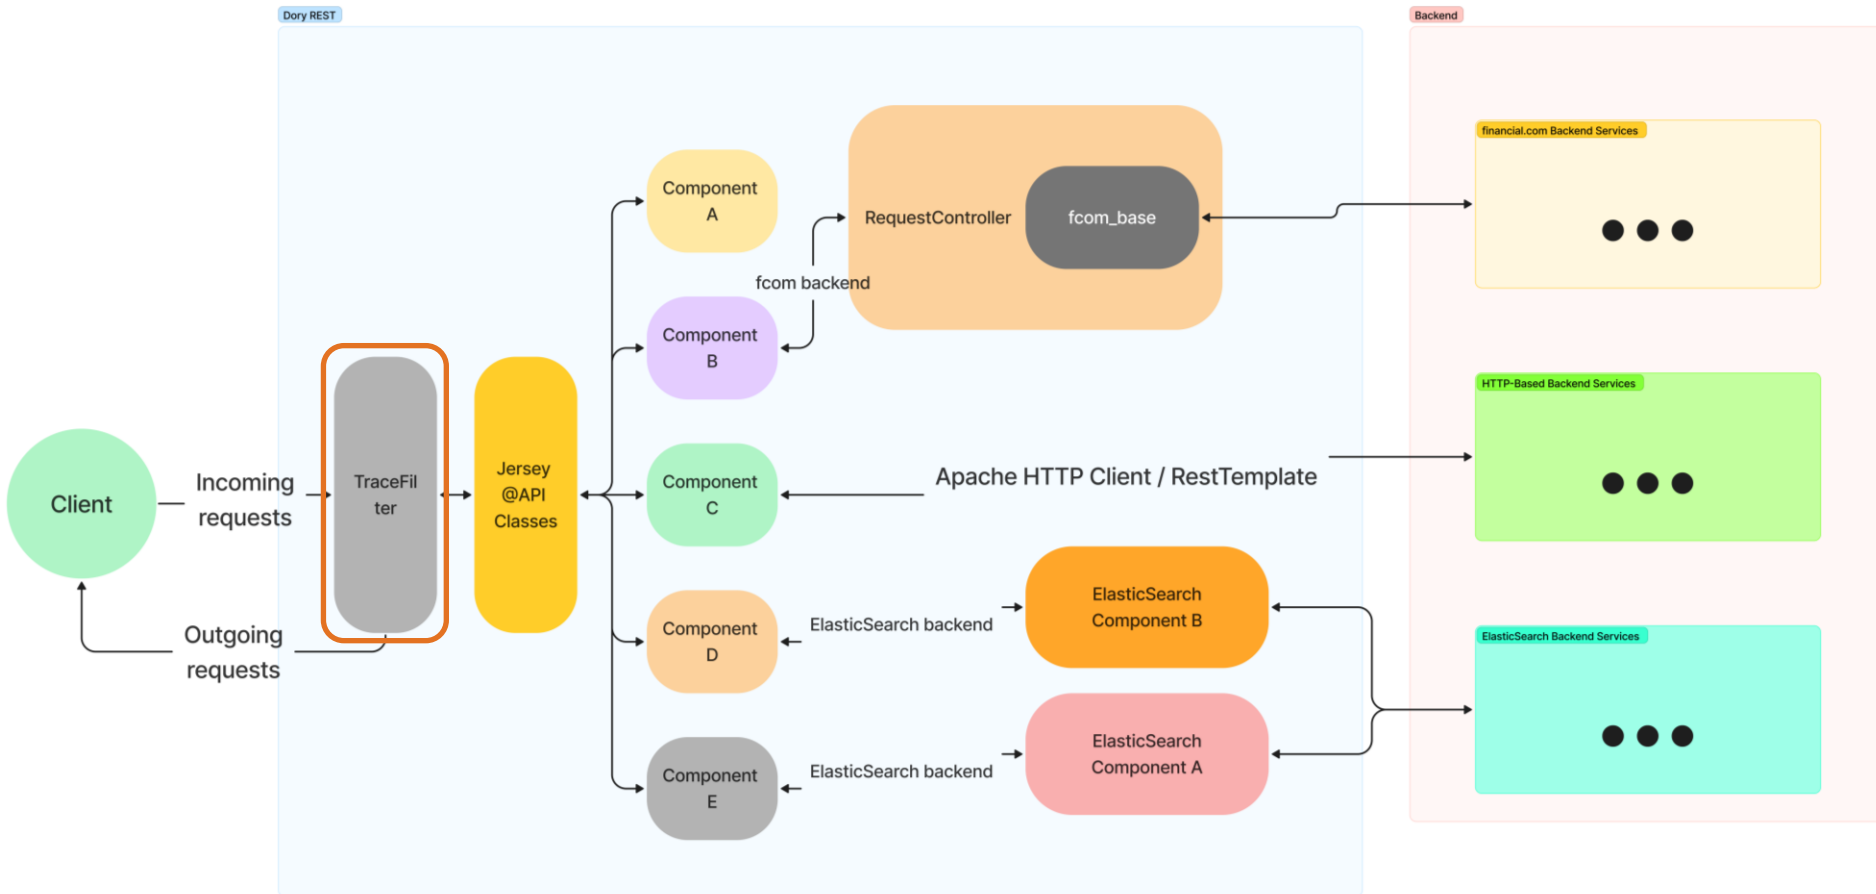 Dory REST
Backend
financial.com Backend Services
Component
A
RequestController
fcom_base
fcom backend
Component
B
HTTP-Based Backend Services
Client
Incoming
requests
TraceFil
ter
Jersey
@API
Classes
Component
C
Apache HTTP Client / RestTemplate
Outgoing
requests
Component
D
ElasticSearch backend
ElasticSearch
Component B
ElasticSearch Backend Services
Component
E
ElasticSearch backend
ElasticSearch
Component A